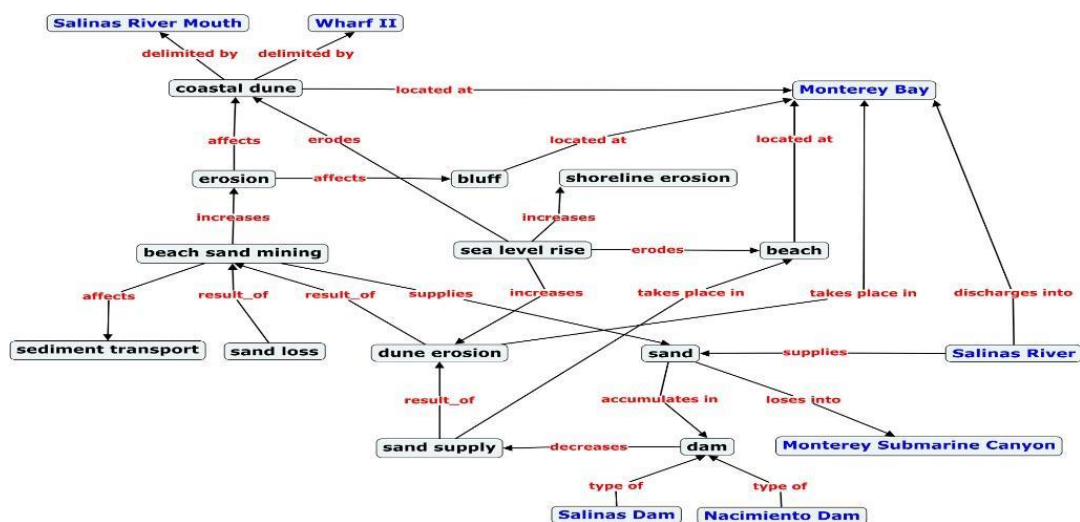 Salinas River Mouth
Wharf II
delimited by
delimited by
coastal dune
located at
Monterey Bay
affects
erodes
located at
located at
erosion
affects
bluff
shoreline erosion
increases
increases
beach sand mining
sea level rise
erodes
beach
affects
result_of
result_of
supplies
increases
takes place in
takes place in
discharges into
sediment transport
sand loss
dune erosion
sand
supplies
Salinas River
result_of
accumulates in
loses into
sand supply
decreases
dam
Monterey Submarine Canyon
type of
type of
Salinas Dam
Nacimiento Dam